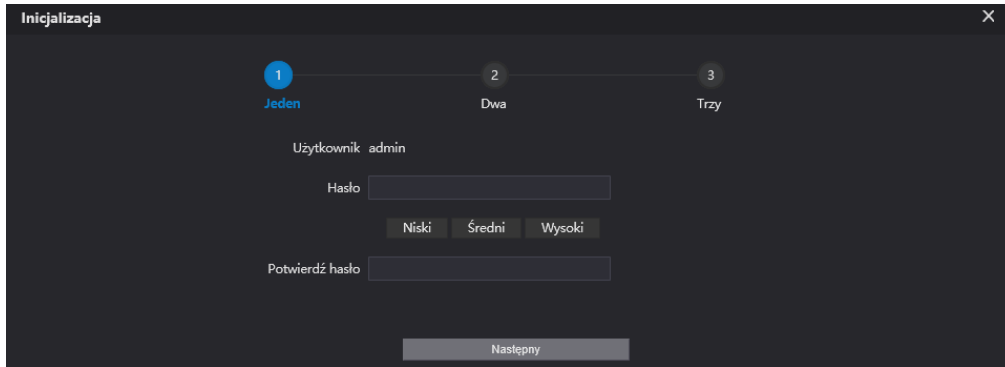 Inicjalizacja ×
1 2 3
Jeden Dwa Trzy
Użytkownik admin
Hasło
Niski Średni Wysoki
Potwierdź hasło
Następny